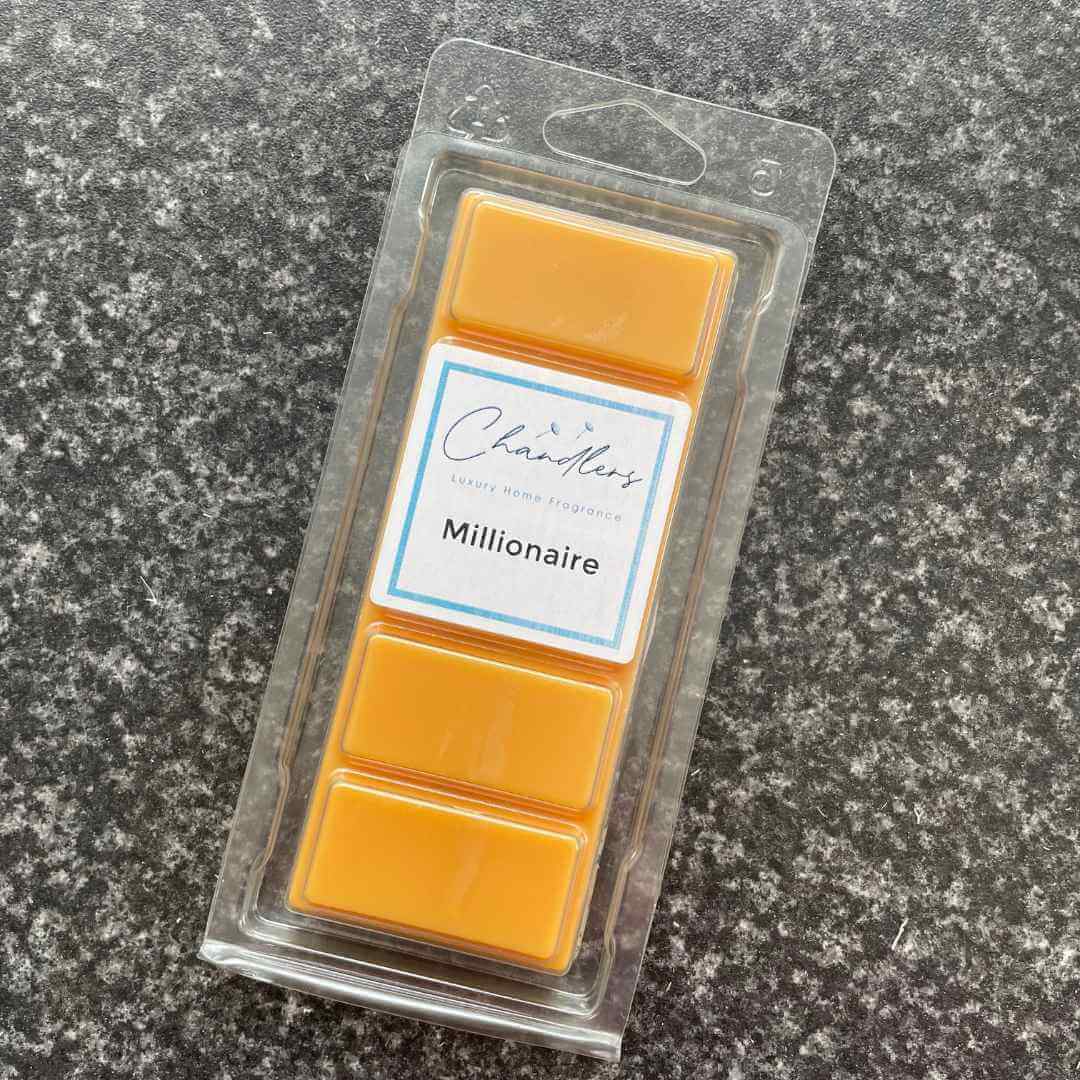 Chandlers
Luxury Home Fragrance
Millionaire